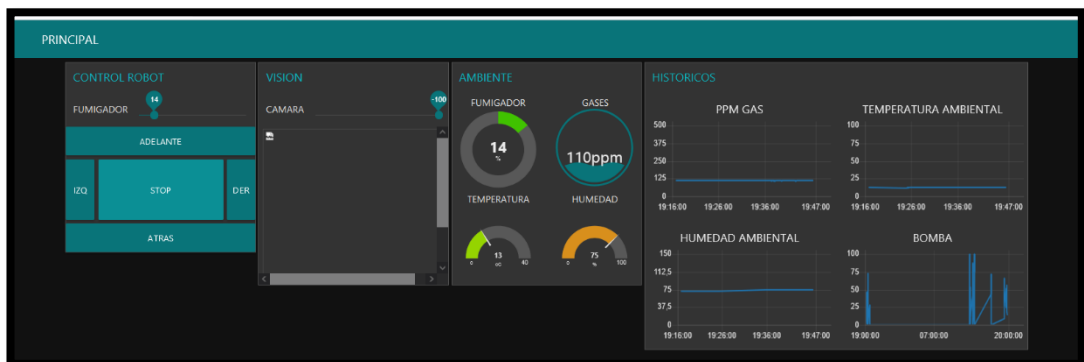 PRINCIPAL
CONTROL ROBOT
FUMIGADOR
14
ADELANTE
IZQ
STOP
DER
ATRAS
VISION
CAMARA
-100
AMBIENTE
FUMIGADOR
14
%
GASES
110ppm
TEMPERATURA
0
13
oC
40
HUMEDAD
0
75
%
100
HISTORICOS
PPM GAS
500
375
250
125
0
19:16:00 19:26:00 19:36:00 19:47:00
TEMPERATURA AMBIENTAL
100
75
50
25
0
19:16:00 19:26:00 19:36:00 19:47:00
HUMEDAD AMBIENTAL
150
112,5
75
37,5
0
19:16:00 19:26:00 19:36:00 19:47:00
BOMBA
100
75
50
25
0
19:00:00 07:00:00 20:00:00